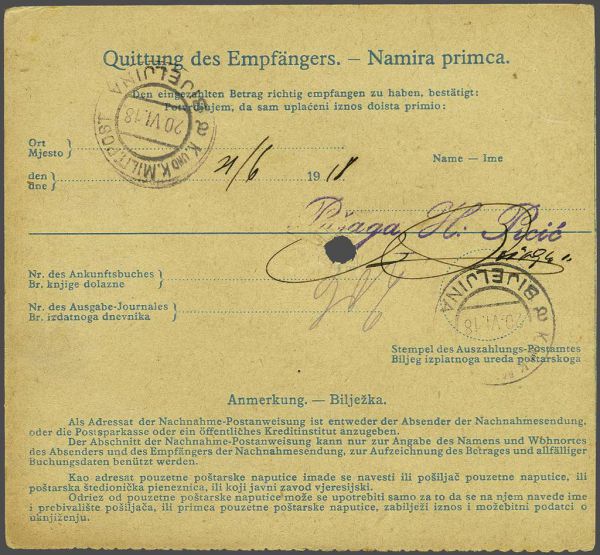 Quittung des Empfängers. – Namira primca.
Den eingezahlten Betrag richtig empfangen zu haben, bestätigt:
Potvrdjujem, da sam uplaćeni iznos doista primio:
BIJELJINA
20 VI. 18
K. UND K. MILIT. POST
Ort
Mjesto
Name – Ime
den
dne
21/6 1918
H.
Nr. des Ankunftsbuches
Br. knjige dolazne
Nr. des Ausgabe-Journales
Br. izdatnoga dnevnika
BIJELJINA
20 VI. 18
Stempel des Auszahlungs-Postamtes
Biljeg izplatnoga ureda poštarskoga
Anmerkung. – Bilježka.
Als Adressat der Nachnahme-Postanweisung ist entweder der Absender der Nachnahmesendung,
oder die Postsparkasse oder ein öffentliches Kreditinstitut anzugeben.
Der Abschnitt der Nachnahme-Postanweisung kann nur zur Angabe des Namens und Wohnortes
des Absenders und des Empfängers der Nachnahmesendung, zur Aufzeichnung des Betrages und allfälliger
Buchungsdaten benützt werden.
Kao adresat pouzetne poštarske naputice imade se navesti ili pošiljač pouzetne naputice, ili
poštarska štedionička pieneznica, ili koji javni zavod vjeresijski.
Odriez od pouzetne poštarske naputice može se upotrebiti samo za to da se na njem navede ime
i prebivalište pošiljača, ili primca pouzetne poštarske naputice, zabilježi iznos i možebitni podatci o
uknjiženju.